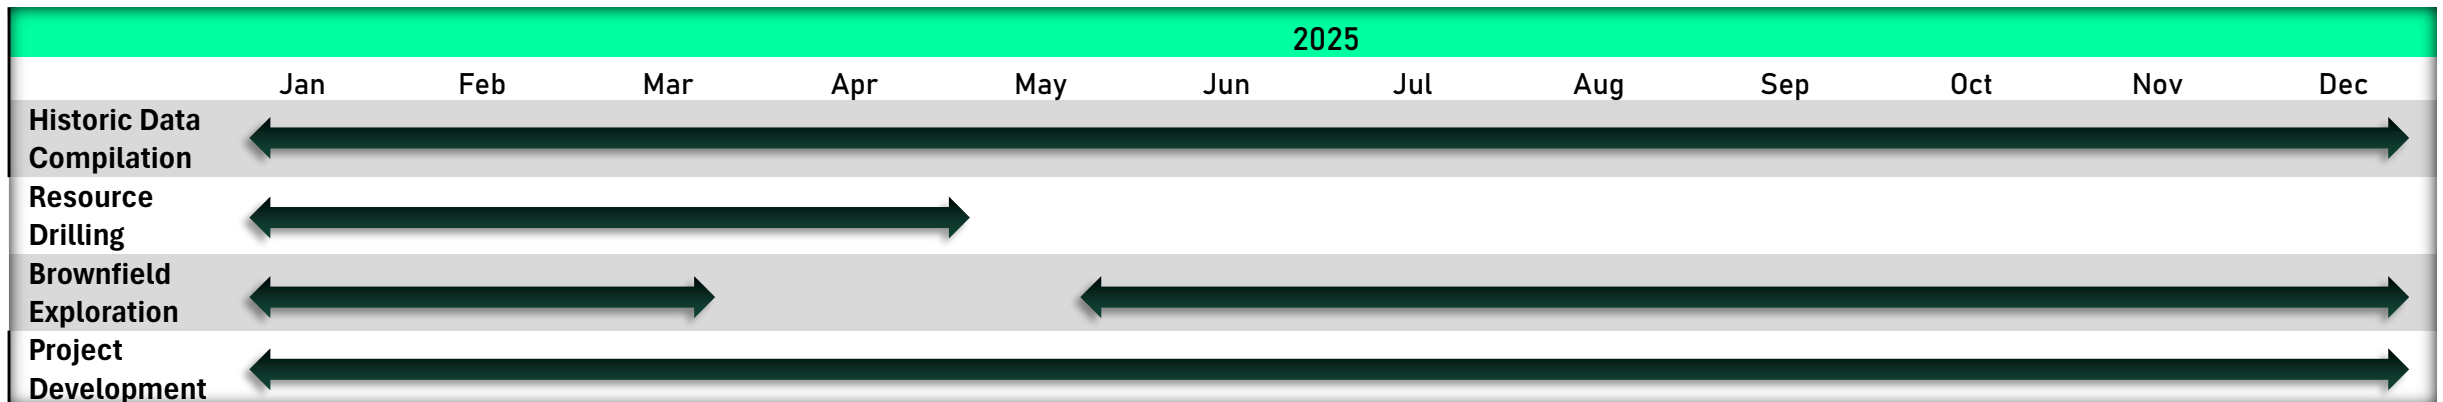 2025
Jan Feb Mar Apr May Jun Jul Aug Sep Oct Nov Dec
Historic Data
Compilation
Resource
Drilling
Brownfield
Exploration
Project
Development